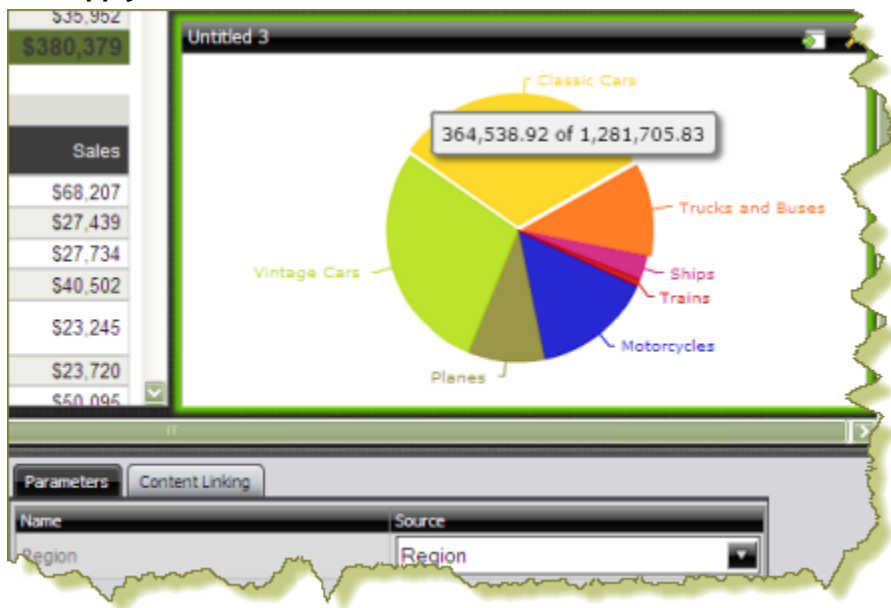 $35,952
$380,379
Sales
$68,207
$27,439
$27,734
$40,502
$23,245
$23,720
$50,095
Untitled 3
Classic Cars
364,538.92 of 1,281,705.83
Trucks and Buses
Vintage Cars
Ships
Trains
Motorcycles
Planes
Parameters Content Linking
Name Source
Region Region